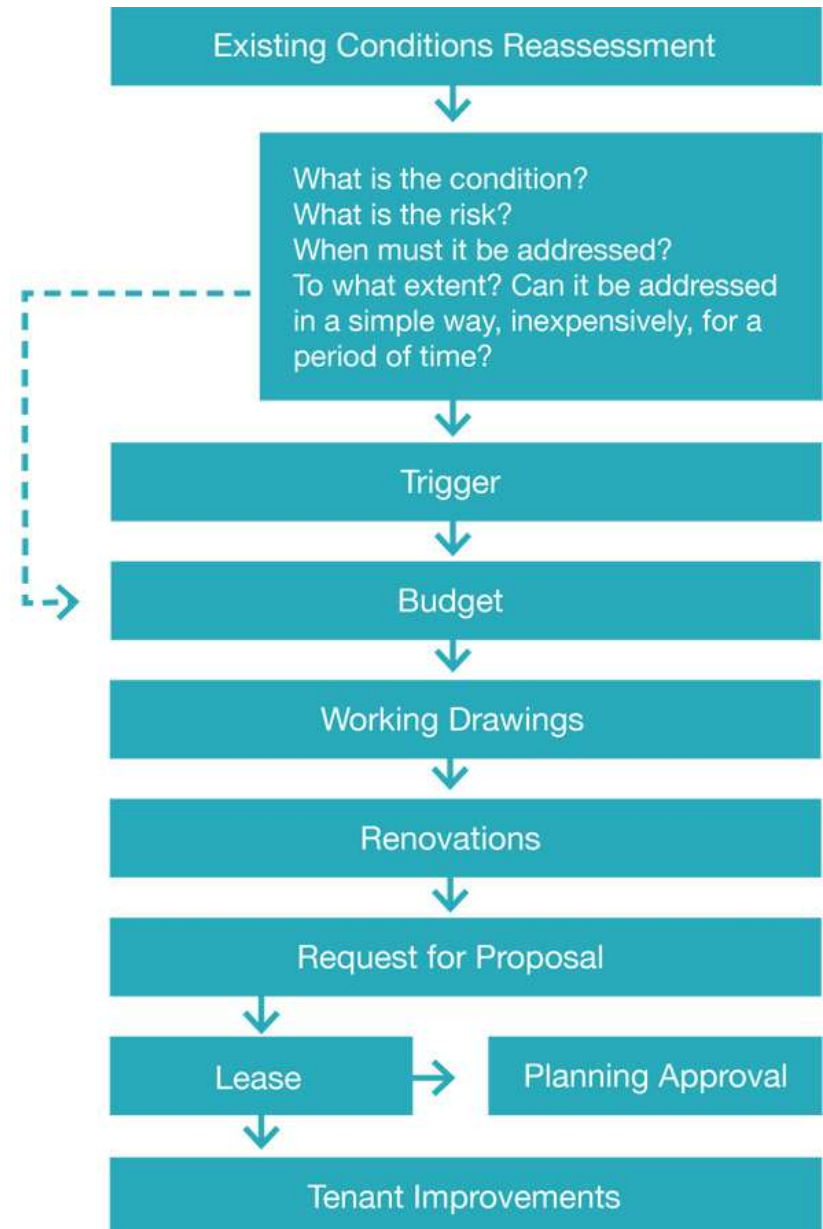 Existing Conditions Reassessment
What is the condition?
What is the risk?
When must it be addressed?
To what extent? Can it be addressed
in a simple way, inexpensively, for a
period of time?
Trigger
Budget
Working Drawings
Renovations
Request for Proposal
Lease
Planning Approval
Tenant Improvements